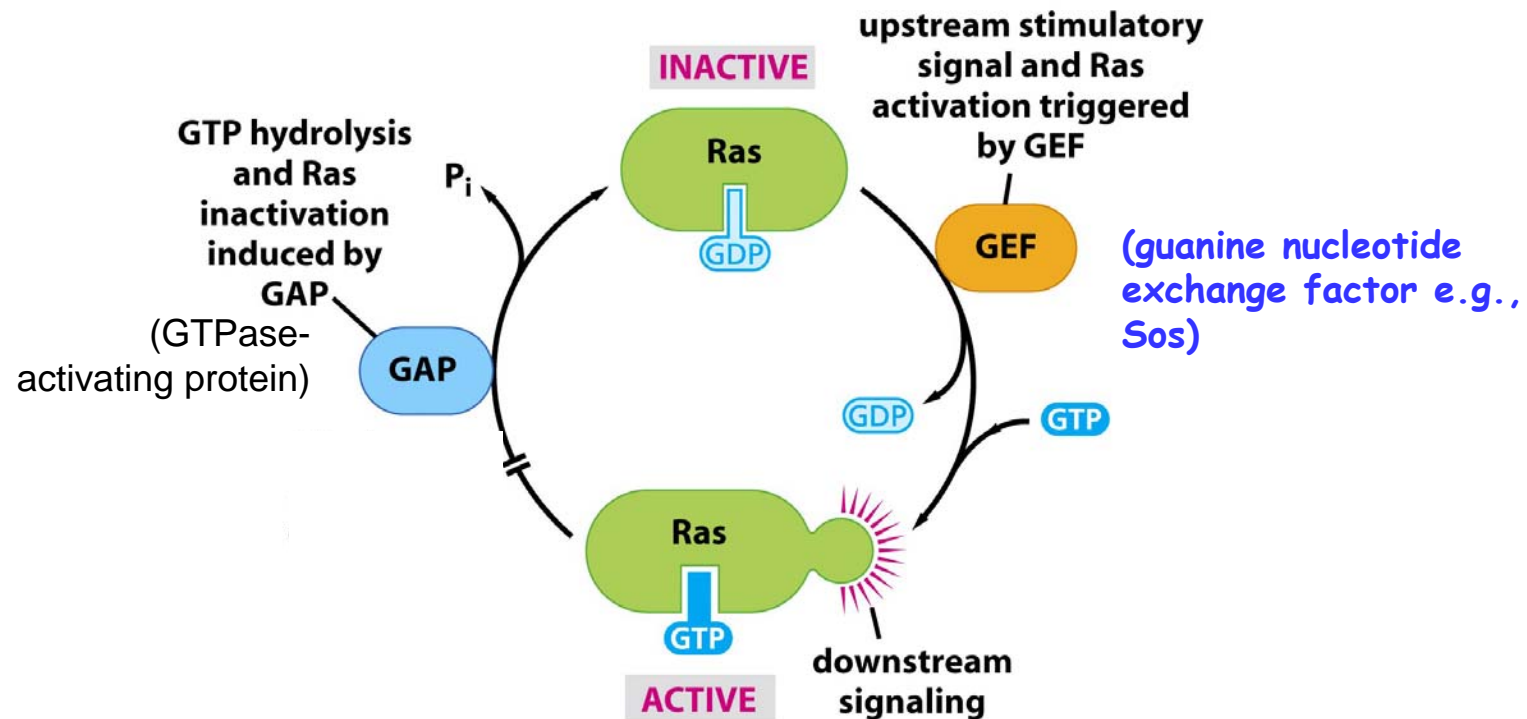 upstream stimulatory
signal and Ras
activation triggered
by GEF
INACTIVE
GTP hydrolysis
and Ras
inactivation
induced by
GAP
(GTPase-
activating protein)
Pi
Ras
GDP
GEF
(guanine nucleotide
exchange factor e.g.,
Sos)
GAP
GDP
GTP
Ras
GTP
ACTIVE
downstream
signaling